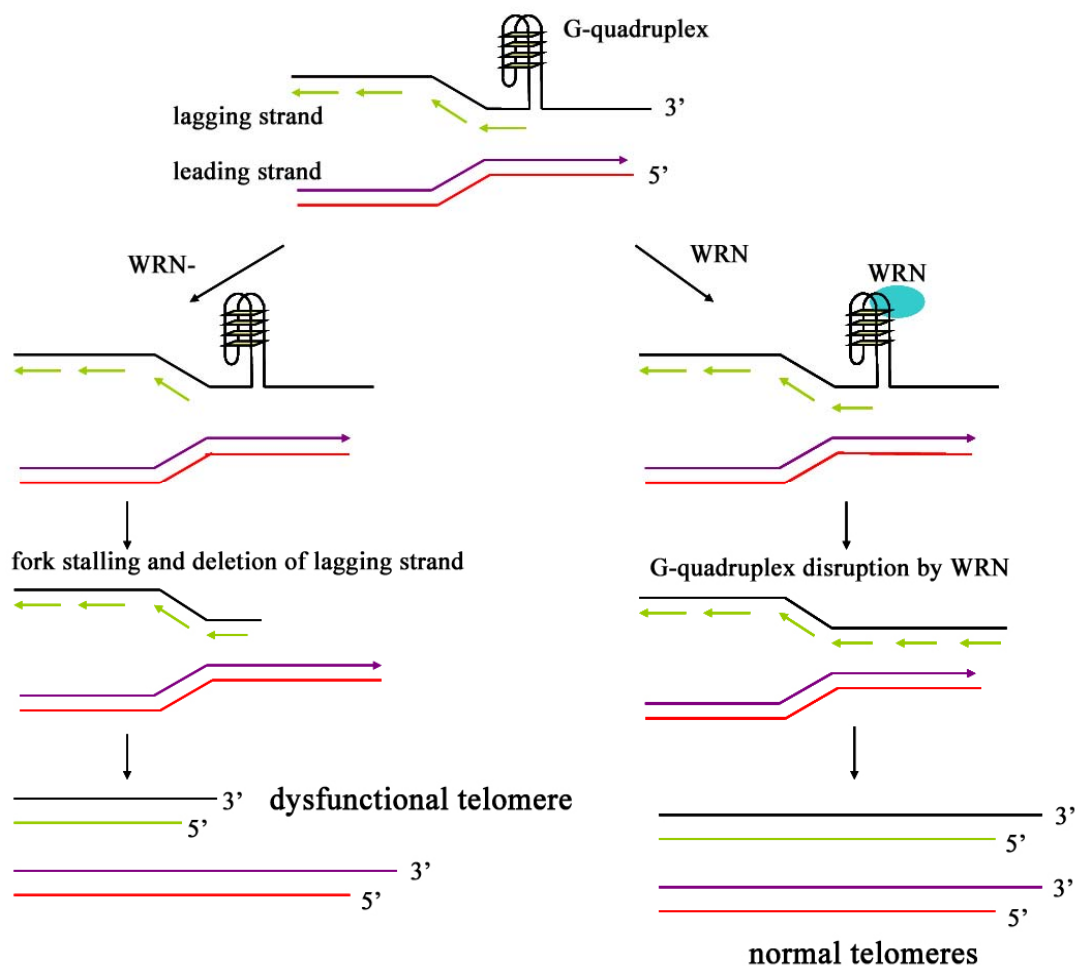 G-quadruplex
3’
lagging strand
leading strand
5’
WRN-
WRN
WRN
fork stalling and deletion of lagging strand
G-quadruplex disruption by WRN
3’
dysfunctional telomere
5’
3’
5’
3’
5’
3’
5’
normal telomeres